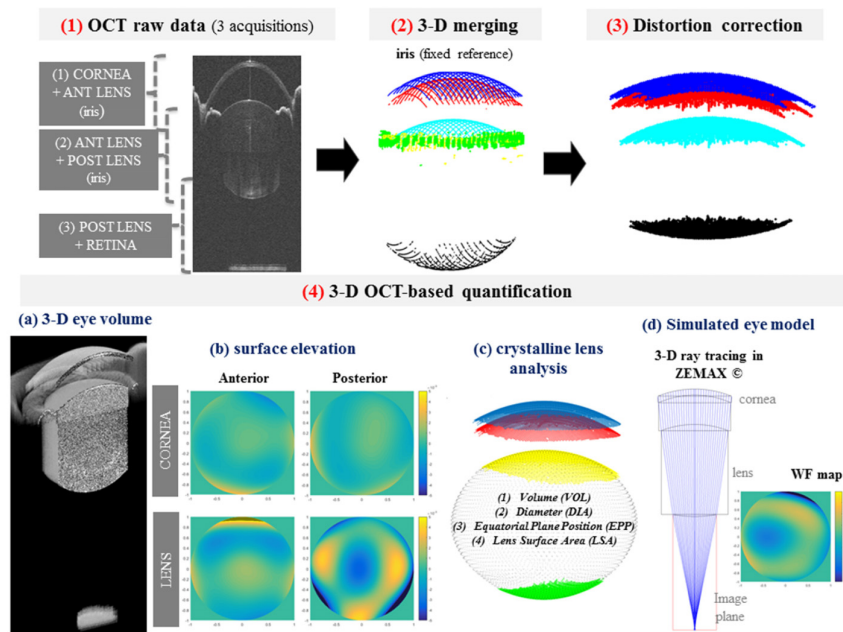 (1) OCT raw data (3 acquisitions)
(2) 3-D merging
(3) Distortion correction
(1) CORNEA
+ ANT LENS
(iris)
(2) ANT LENS
+ POST LENS
(iris)
(3) POST LENS
+ RETINA
iris (fixed reference)
(4) 3-D OCT-based quantification
(a) 3-D eye volume
(b) surface elevation
Anterior
Posterior
CORNEA
LENS
(c) crystalline lens
analysis
(1) Volume (VOL)
(2) Diameter (DIA)
(3) Equatorial Plane Position (EPP)
(4) Lens Surface Area (LSA)
(d) Simulated eye model
3-D ray tracing in
ZEMAX ©
cornea
lens
WF map
Image
plane